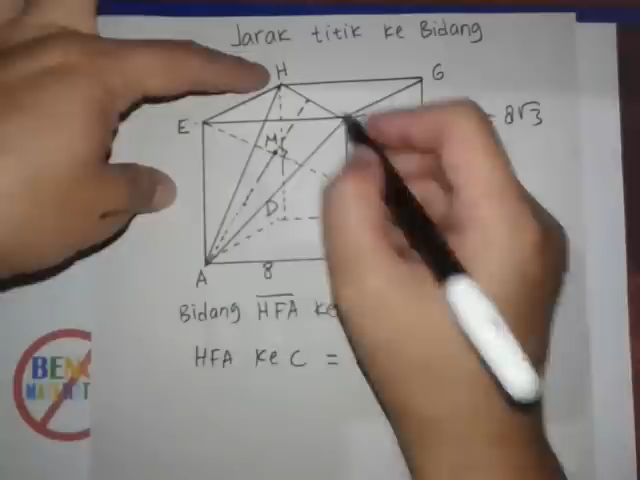 Jarak titik ke Bidang
H
G
E
= 8√3
M
D
A
8
Bidang HFA ke
HFA ke C =